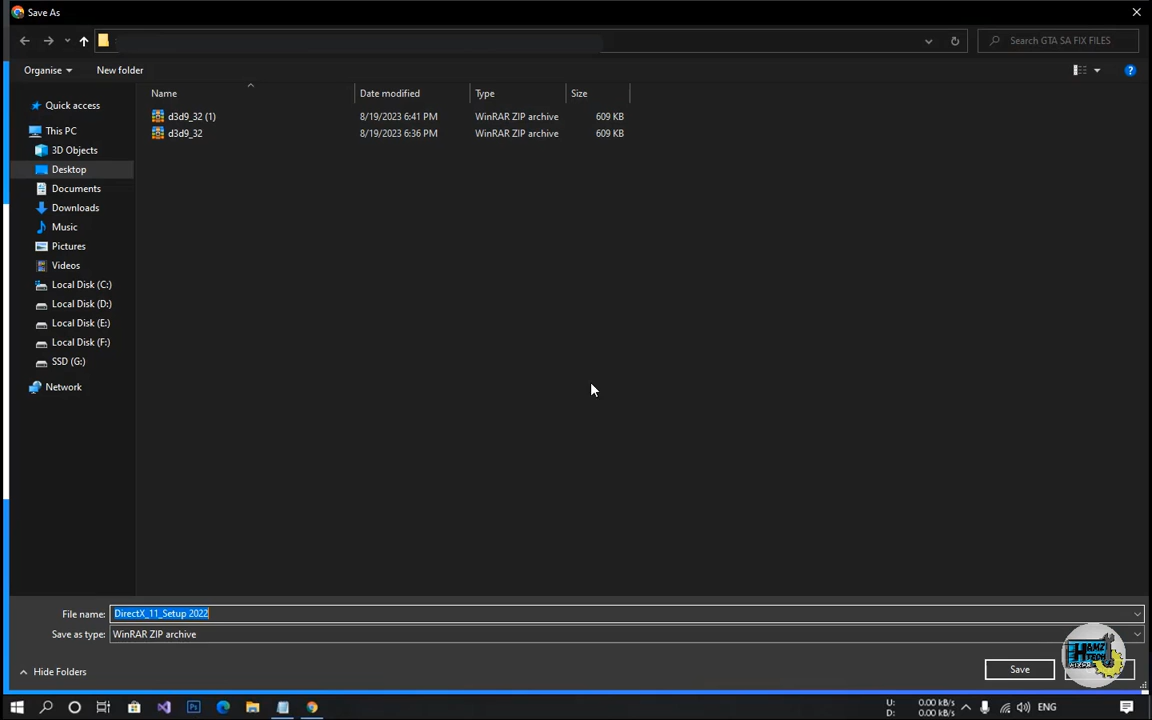 Save As
Search GTA SA FIX FILES
Organise
New folder
Name
Date modified
Type
Size
Quick access
This PC
3D Objects
Desktop
Documents
Downloads
Music
Pictures
Videos
Local Disk (C:)
Local Disk (D:)
Local Disk (E:)
Local Disk (F:)
SSD (G:)
Network
d3d9_32 (1) 8/19/2023 6:41 PM WinRAR ZIP archive 609 KB
d3d9_32 8/19/2023 6:36 PM WinRAR ZIP archive 609 KB
File name: DirectX_11_Setup 2022
Save as type: WinRAR ZIP archive
Hide Folders
Save
HAMZI
TECH
Ps
U: 0.00 kB/s
D: 0.00 kB/s
ENG